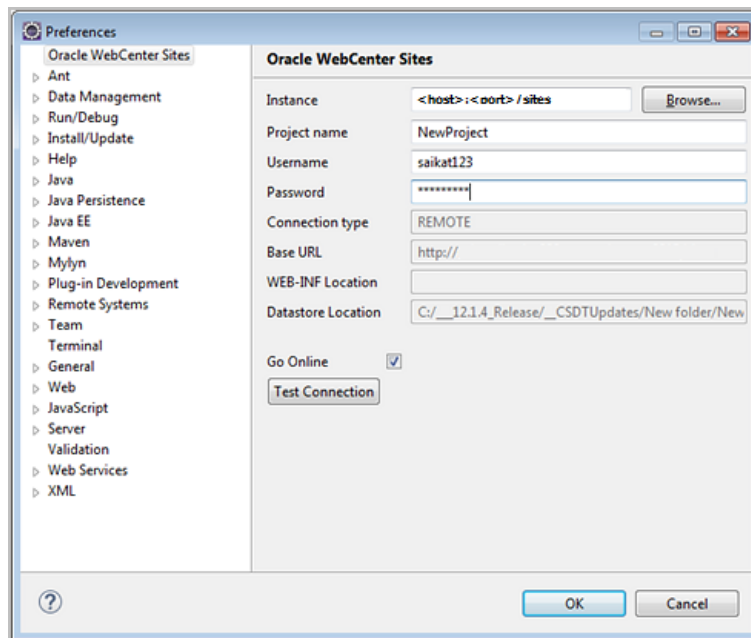 Preferences
Oracle WebCenter Sites
Ant
Data Management
Run/Debug
Install/Update
Help
Java
Java Persistence
Java EE
Maven
Mylyn
Plug-in Development
Remote Systems
Team
Terminal
General
Web
JavaScript
Server
Validation
Web Services
XML
Oracle WebCenter Sites
Instance <host>:<port>/sites Browse...
Project name NewProject
Username saikat123
Password *********
Connection type REMOTE
Base URL http://
WEB-INF Location
Datastore Location C:/__12.1.4_Release/__CSDTUpdates/New folder/New
Go Online
Test Connection
? OK Cancel